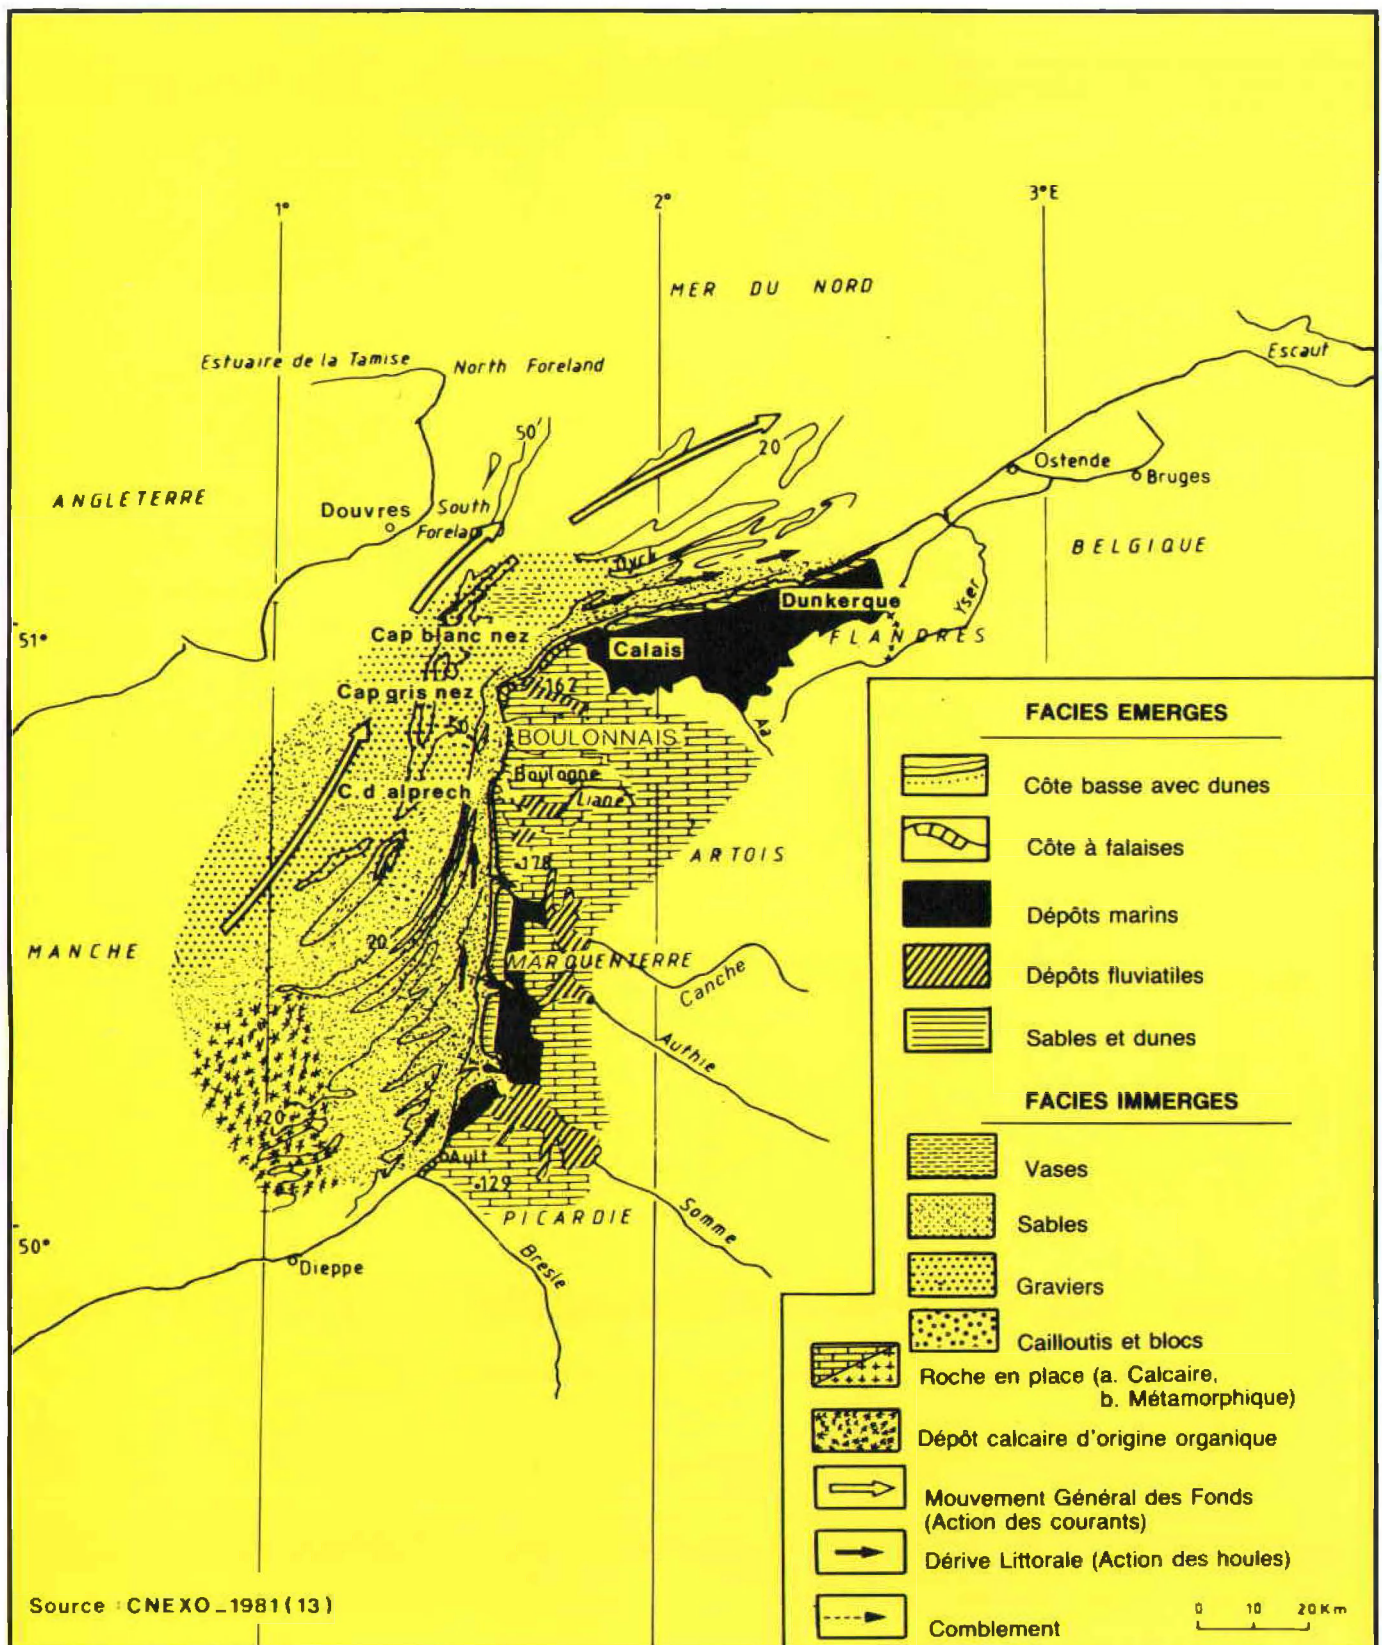 1°
2°
3°E
MER DU NORD
Escaut
Estuaire de la Tamise
North Foreland
50
20
Ostende
Bruges
ANGLETERRE
Douvres
South
BELGIQUE
Dyck
Dunkerque
Yser
51°
Cap blanc nez
FLANDRES
Calais
Cap gris nez
162
Aa
50
BOULONNAIS
Boulogne
C.d alprech
Liane
ARTOIS
178
20
MANCHE
MARQUENTERRE
Canche
Authie
20
Ault
129
PICARDIE
Somme
50°
Bresle
Dieppe
FACIES EMERGES
Côte basse avec dunes
Côte à falaises
Dépôts marins
Dépôts fluviatiles
Sables et dunes
FACIES IMMERGES
Vases
Sables
Graviers
Cailloutis et blocs
Roche en place (a. Calcaire,
b. Métamorphique)
Dépôt calcaire d'origine organique
Mouvement Général des Fonds
(Action des courants)
Dérive Littorale (Action des houles)
Comblement
Source : CNEXO_1981(13)
0 10 20Km